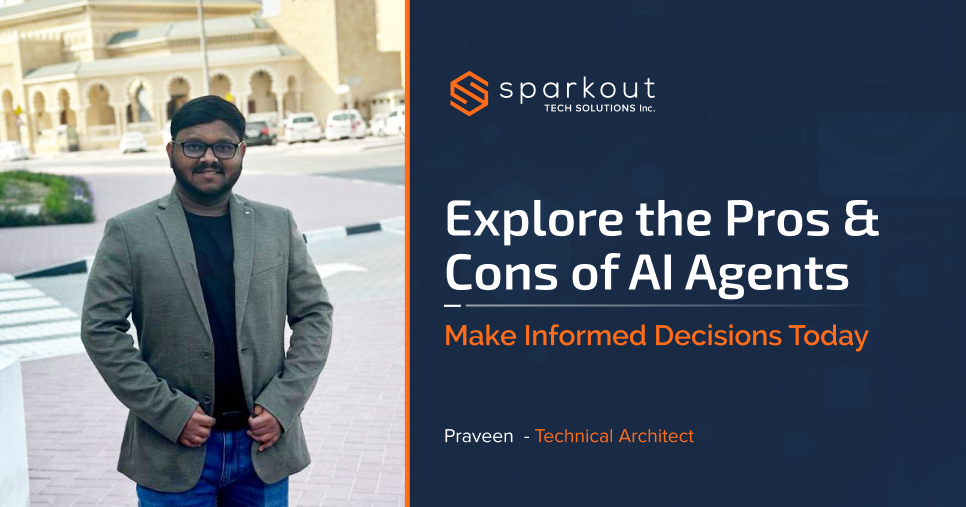 sparkout
TECH SOLUTIONS Inc.
Explore the Pros &
Cons of AI Agents
Make Informed Decisions Today
Praveen - Technical Architect